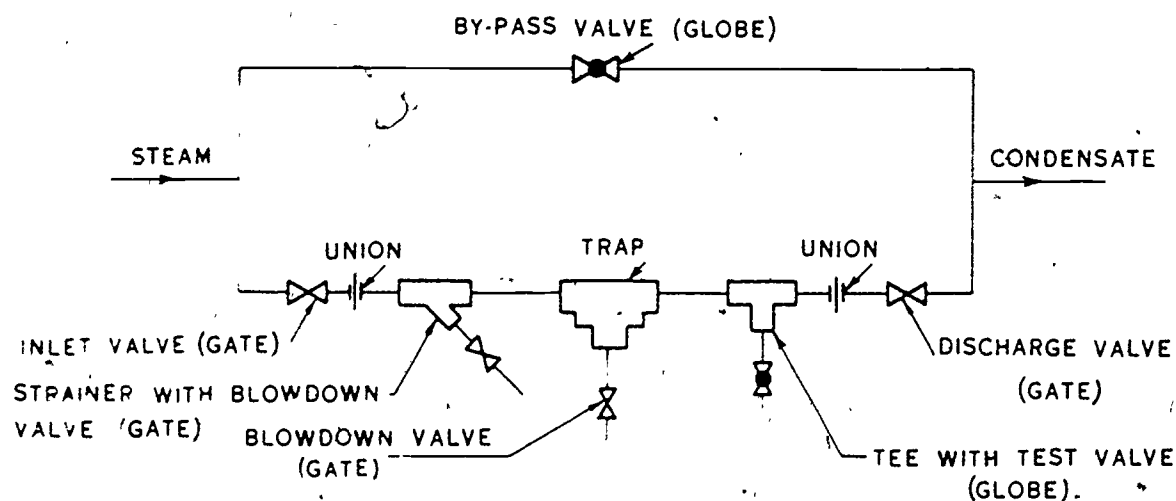 BY-PASS VALVE (GLOBE)
STEAM
CONDENSATE
UNION
TRAP
UNION
INLET VALVE (GATE)
STRAINER WITH BLOWDOWN
VALVE (GATE)
BLOWDOWN VALVE
(GATE)
DISCHARGE VALVE
(GATE)
TEE WITH TEST VALVE
(GLOBE).